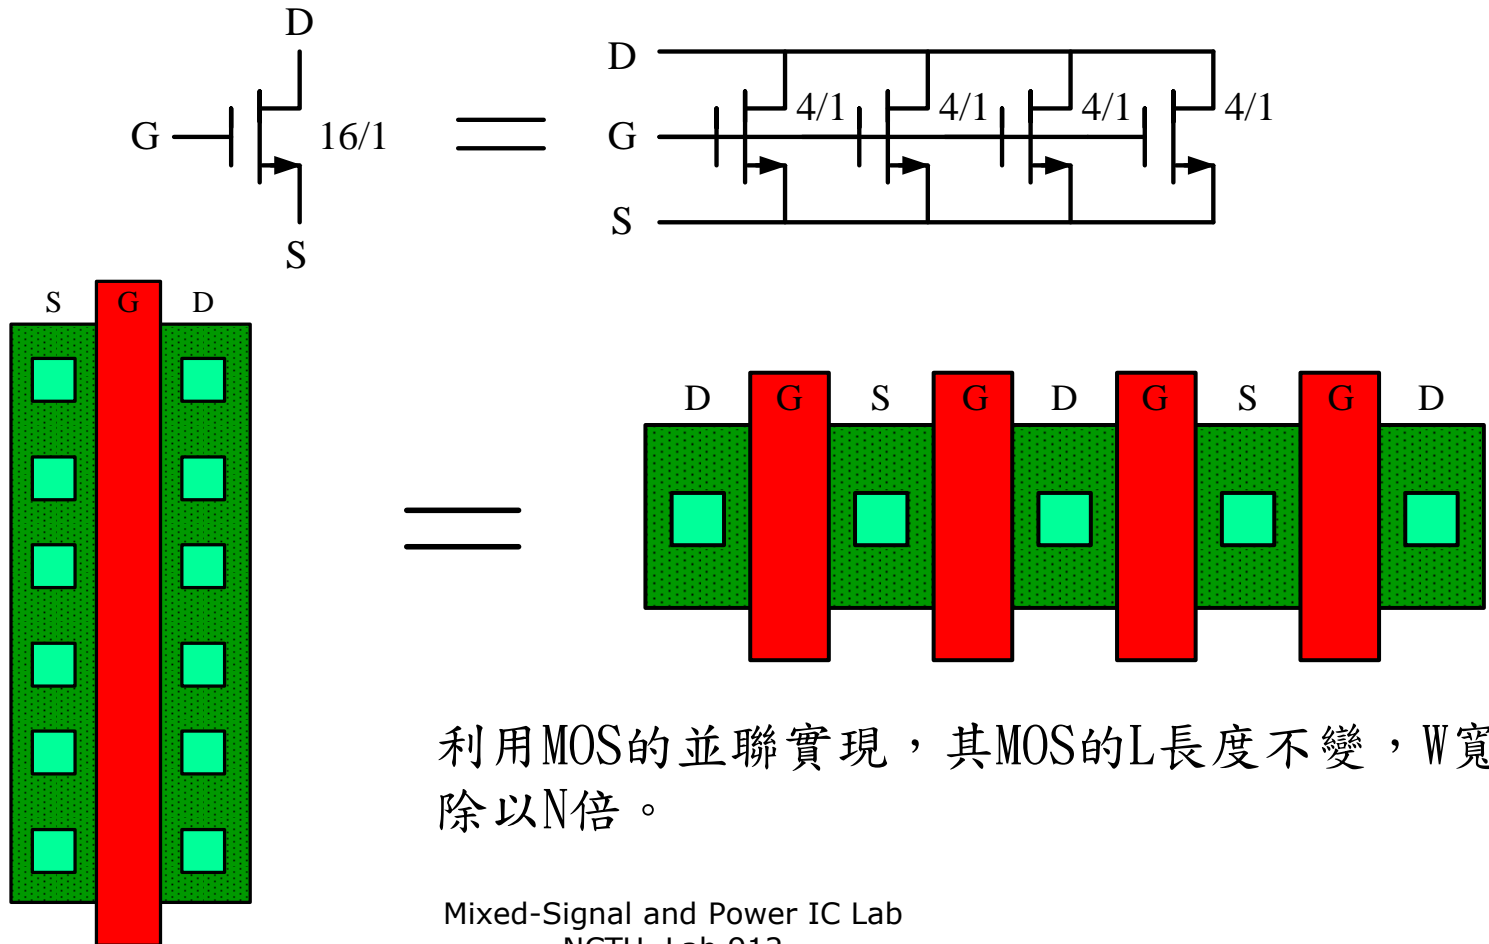 D
G
16/1
S
D
G
S
4/1 4/1 4/1 4/1
S G D
D G S G D G S G D
利用MOS的並聯實現，其MOS的L長度不變，W寬
除以N倍。
Mixed-Signal and Power IC Lab